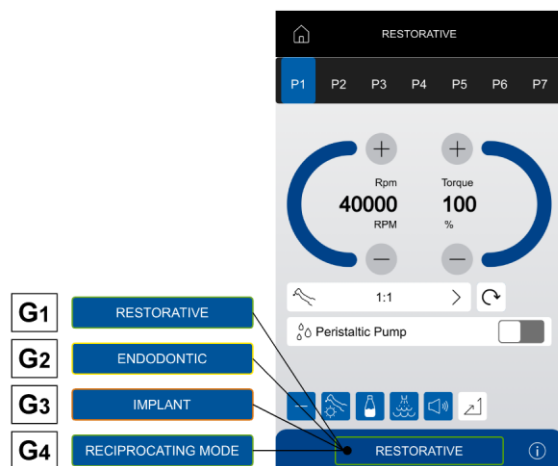 RESTORATIVE
P1 P2 P3 P4 P5 P6 P7
Rpm Torque
40000 100
RPM %
1:1
Peristaltic Pump
G1 RESTORATIVE
G2 ENDODONTIC
G3 IMPLANT
G4 RECIPROCATING MODE
RESTORATIVE